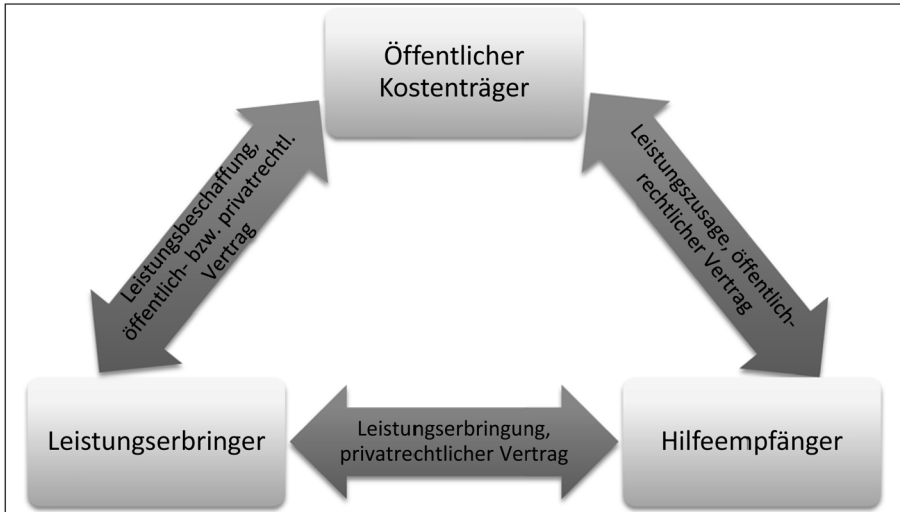 Öffentlicher
Kostenträger
Leistungsbeschaffung,
öffentlich- bzw. privatrechtl.
Vertrag
Leistungszusage, öffentlich-
rechtlicher Vertrag
Leistungserbringer
Leistungserbringung,
privatrechtlicher Vertrag
Hilfeempfänger